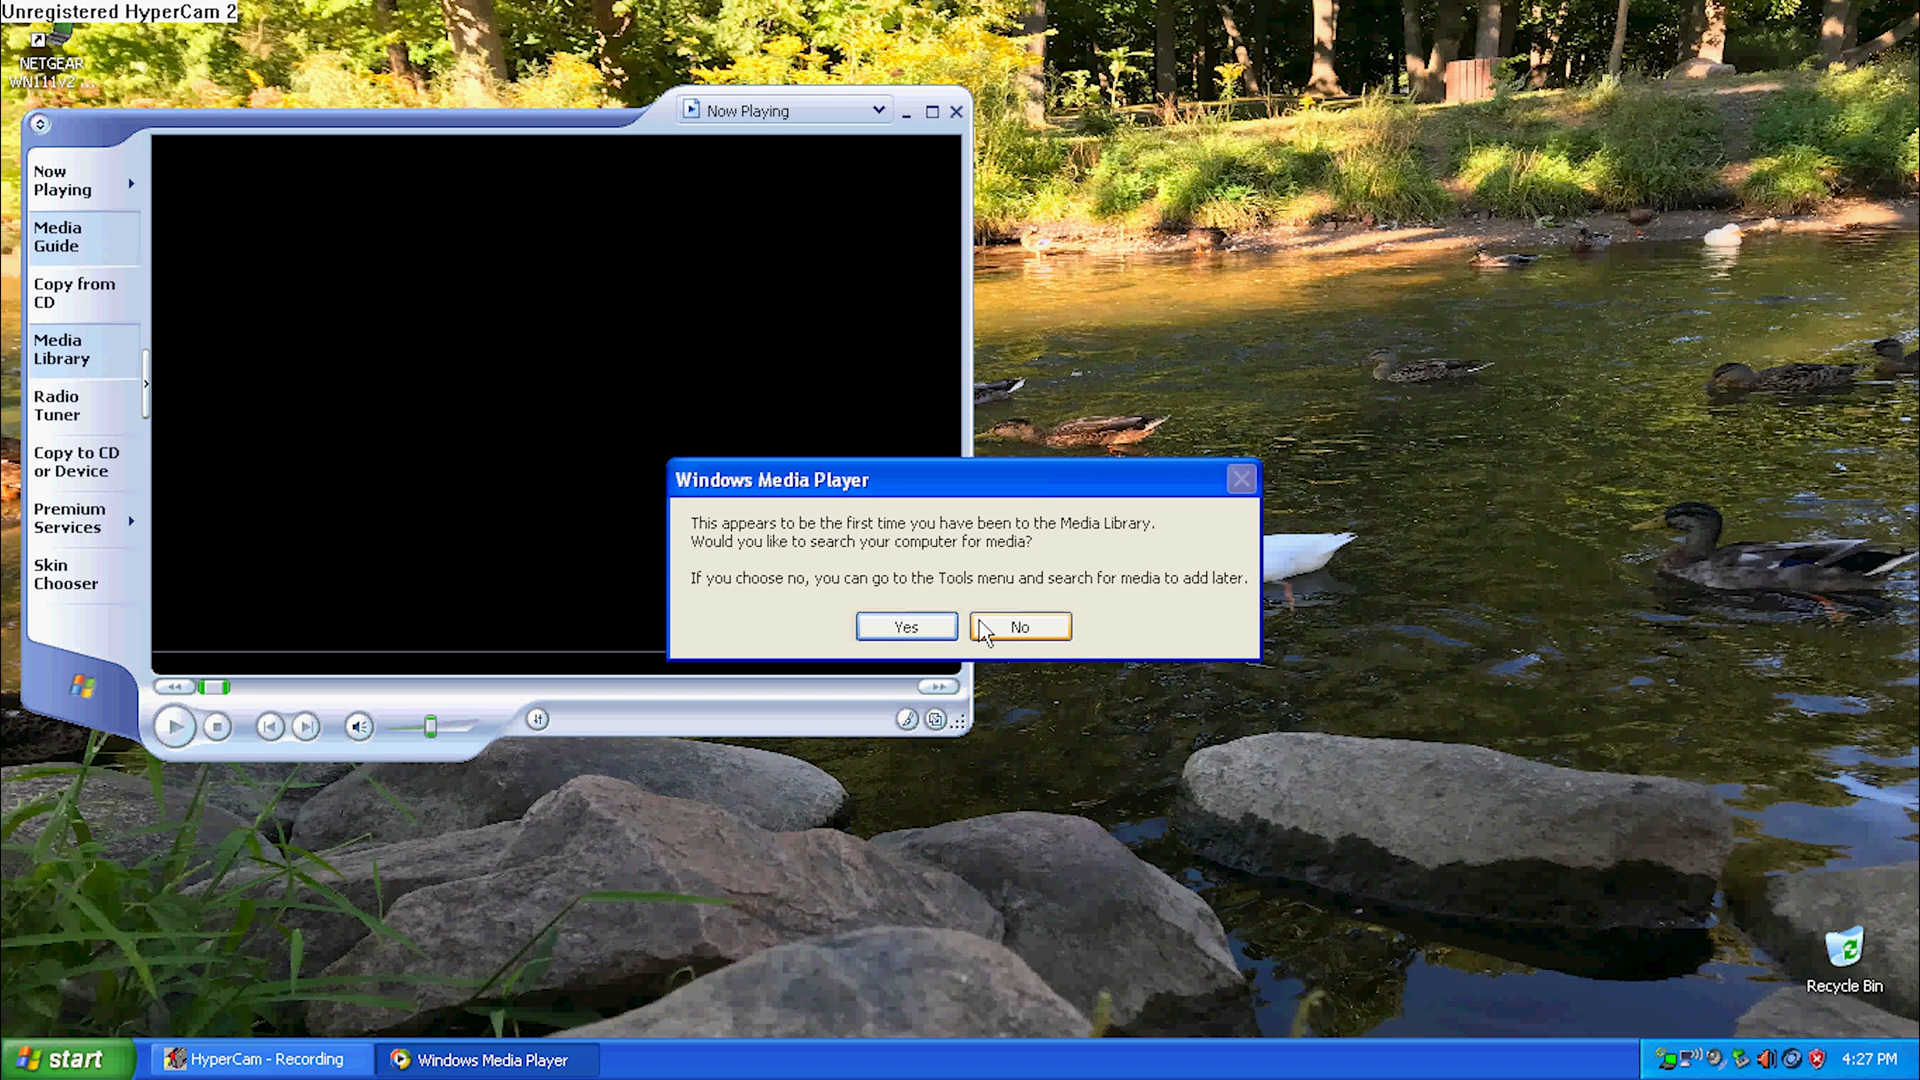 Unregistered HyperCam 2
NETGEAR
WN111v2 ...
Now Playing
Now
Playing
Media
Guide
Copy from
CD
Media
Library
Radio
Tuner
Copy to CD
or Device
Premium
Services
Skin
Chooser
Windows Media Player
This appears to be the first time you have been to the Media Library.
Would you like to search your computer for media?
If you choose no, you can go to the Tools menu and search for media to add later.
Yes
No
Recycle Bin
start
HyperCam - Recording
Windows Media Player
4:27 PM